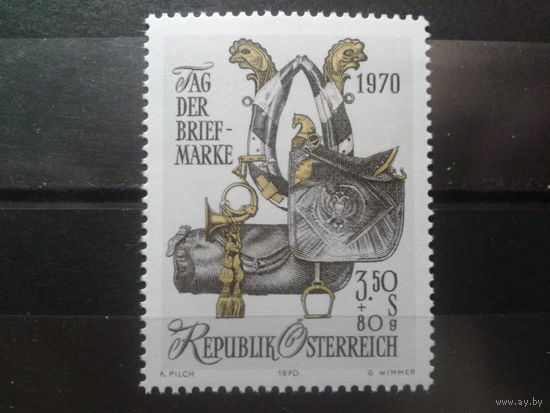 TAG
DER
BRIEF-
MARKE
1970
3.50
+ S
80 g
REPUBLIK ÖSTERREICH
A. PILCH 1970 G. WIMMER
www.ay.by